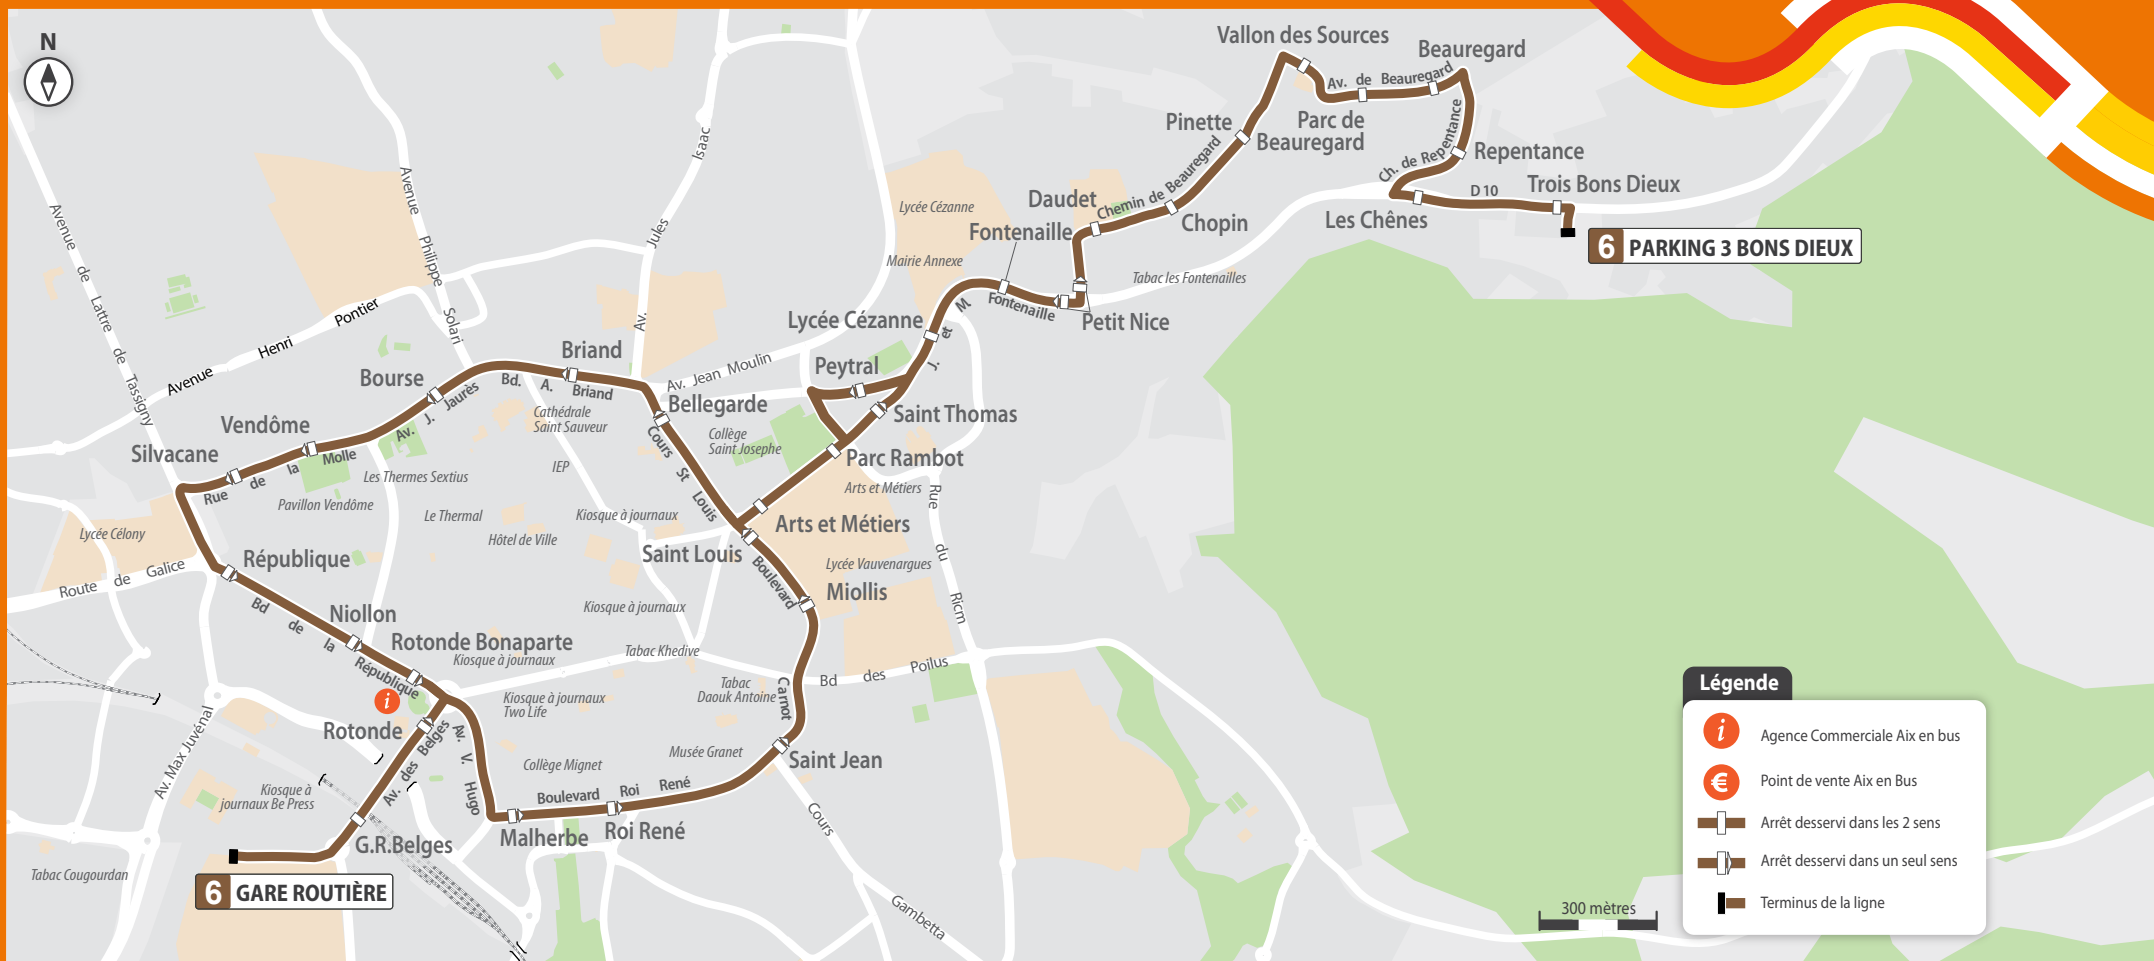 N
Vallon des Sources
Beauregard
Av. de Beauregard
Parc de
Beauregard
Pinette
Ch. de Repentance
Repentance
Trois Bons Dieux
D 10
Les Chênes
6 PARKING 3 BONS DIEUX
Chemin de Beauregard
Chopin
Daudet
Fontenaille
Lycée Cézanne
Mairie Annexe
Tabac les Fontenailles
Fontenaille
Petit Nice
Lycée Cézanne
J. et M.
Peytral
Av. Jean Moulin
Av. Jules Isaac
Avenue Philippe Solari
Avenue Henri Pontier
Avenue de Lattre de Tassigny
Briand
Bourse
Bd. A. Briand
Av. J. Jaurès
Vendôme
Silvacane
Rue de la Molle
Bellegarde
Saint Thomas
Cathédrale
Saint Sauveur
Collège
Saint Josephe
Cours St Louis
Parc Rambot
Arts et Métiers
Rue du Ricm
IEP
Les Thermes Sextius
Pavillon Vendôme
Le Thermal
Kiosque à journaux
Hôtel de Ville
Arts et Métiers
Saint Louis
Lycée Célony
République
Route de Galice
Boulevard
Lycée Vauvenargues
Miollis
Kiosque à journaux
Bd de la République
Niollon
Rotonde Bonaparte
Kiosque à journaux
Tabac Khedive
Bd des Poilus
Tabac
Daouk Antoine
Carnot
Kiosque à journaux
Two Life
i
Rotonde
Av. Max Juvénal
Av. des Belges
Av. V. Hugo
Collège Mignet
Musée Granet
Saint Jean
Kiosque à
journaux Be Press
Boulevard Roi René
Malherbe
Roi René
G.R.Belges
Cours Gambetta
Tabac Cougourdan
6 GARE ROUTIÈRE
300 mètres
Légende
i Agence Commerciale Aix en bus
€ Point de vente Aix en Bus
Arrêt desservi dans les 2 sens
Arrêt desservi dans un seul sens
Terminus de la ligne